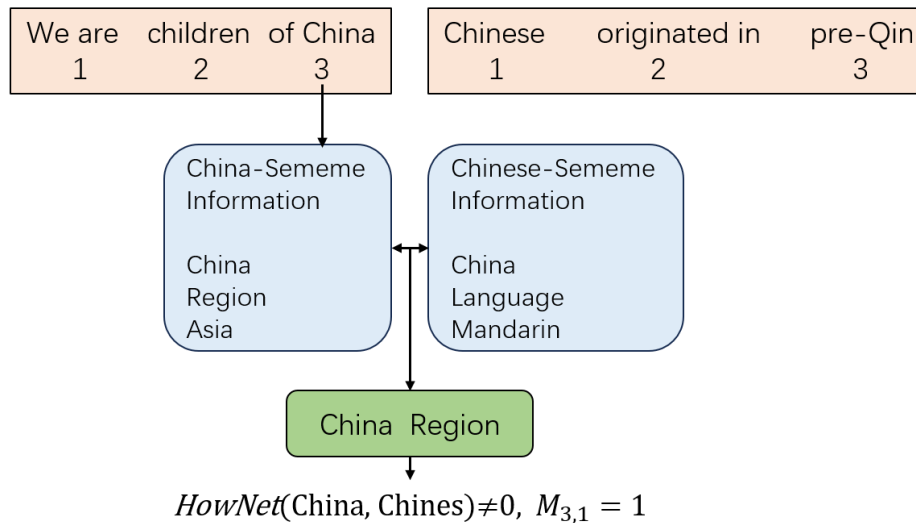 We are children of China
1 2 3
Chinese originated in pre-Qin
1 2 3
China-Sememe
Information
China
Region
Asia
Chinese-Sememe
Information
China
Language
Mandarin
China Region
HowNet(China, Chines)≠0, M₃,₁ = 1